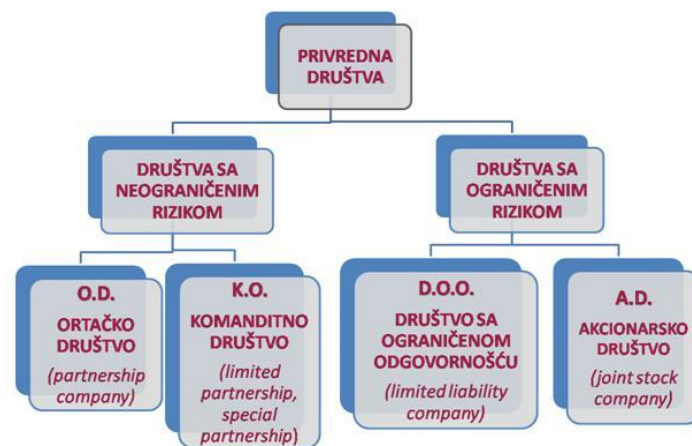 PRIVREDNA
DRUŠTVA
DRUŠTVA SA
NEOGRANIČENIM
RIZIKOM
DRUŠTVA SA
OGRANIČENIM
RIZIKOM
O.D.
ORTAČKO
DRUŠTVO
(partnership
company)
K.O.
KOMANDITNO
DRUŠTVO
(limited
partnership,
special
partnership)
D.O.O.
DRUŠTVO SA
OGRANIČENOM
ODGOVORNOŠĆU
(limited liability
company)
A.D.
AKCIONARSKO
DRUŠTVO
(joint stock
company)